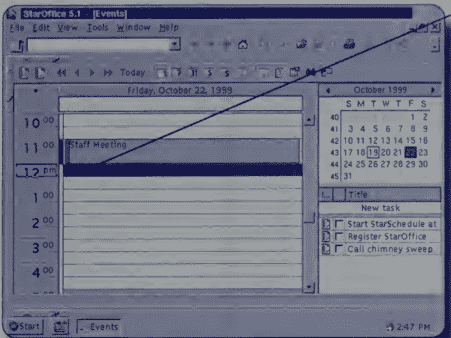 StarOffice 5.1 - [Events]
File Edit View Tools Window Help
Today
Friday, October 22, 1999
10 00
11 00 Staff Meeting
12 pm
1 00
2 00
3 00
4 00
October 1999
S M T W T F S
40 1 2
41 3 4 5 6 7 8 9
42 10 11 12 13 14 15 16
43 17 18 19 20 21 22 23
44 24 25 26 27 28 29 30
45 31
Title
New task
Start StarSchedule at
Register StarOffice
Call chimney sweep
Start Events 2:47 PM